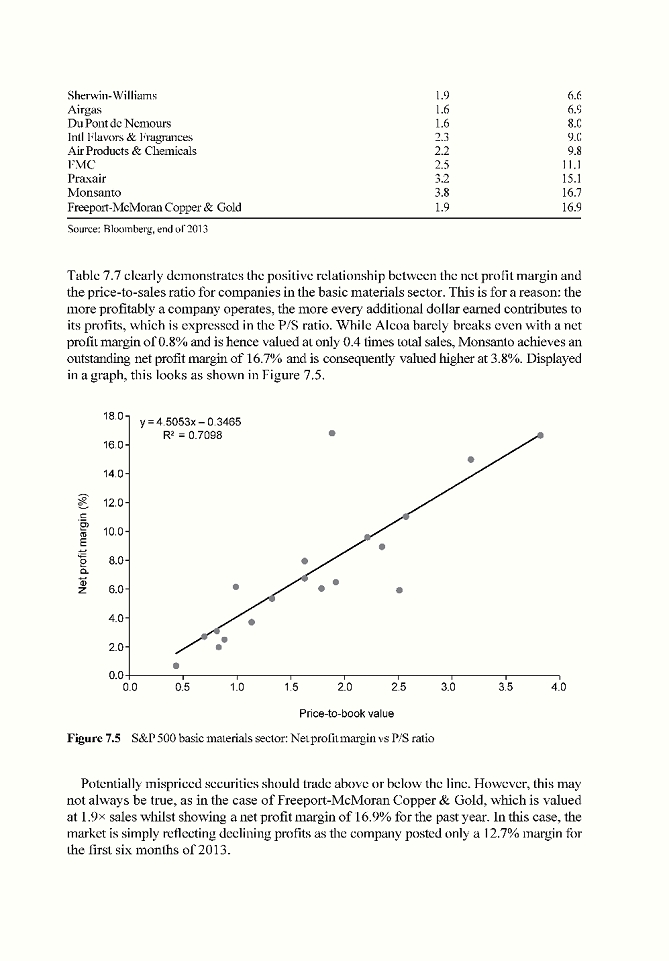 Sherwin-Williams 1.9 6.6
Airgas 1.6 6.9
Du Pont de Nemours 1.6 8.0
Intl Flavors & Fragrances 2.3 9.0
Air Products & Chemicals 2.2 9.8
FMC 2.5 11.1
Praxair 3.2 15.1
Monsanto 3.8 16.7
Freeport-McMoran Copper & Gold 1.9 16.9
Source: Bloomberg, end of 2013
Table 7.7 clearly demonstrates the positive relationship between the net profit margin and
the price-to-sales ratio for companies in the basic materials sector. This is for a reason: the
more profitably a company operates, the more every additional dollar earned contributes to
its profits, which is expressed in the P/S ratio. While Alcoa barely breaks even with a net
profit margin of 0.8% and is hence valued at only 0.4 times total sales, Monsanto achieves an
outstanding net profit margin of 16.7% and is consequently valued higher at 3.8%. Displayed
in a graph, this looks as shown in Figure 7.5.
18.0
y = 4.5053x – 0.3465
R² = 0.7098
16.0
14.0
12.0
10.0
8.0
6.0
4.0
2.0
0.0
Net profit margin (%)
0.0 0.5 1.0 1.5 2.0 2.5 3.0 3.5 4.0
Price-to-book value
Figure 7.5 S&P 500 basic materials sector: Net profit margin vs P/S ratio
Potentially mispriced securities should trade above or below the line. However, this may
not always be true, as in the case of Freeport-McMoran Copper & Gold, which is valued
at 1.9× sales whilst showing a net profit margin of 16.9% for the past year. In this case, the
market is simply reflecting declining profits as the company posted only a 12.7% margin for
the first six months of 2013.